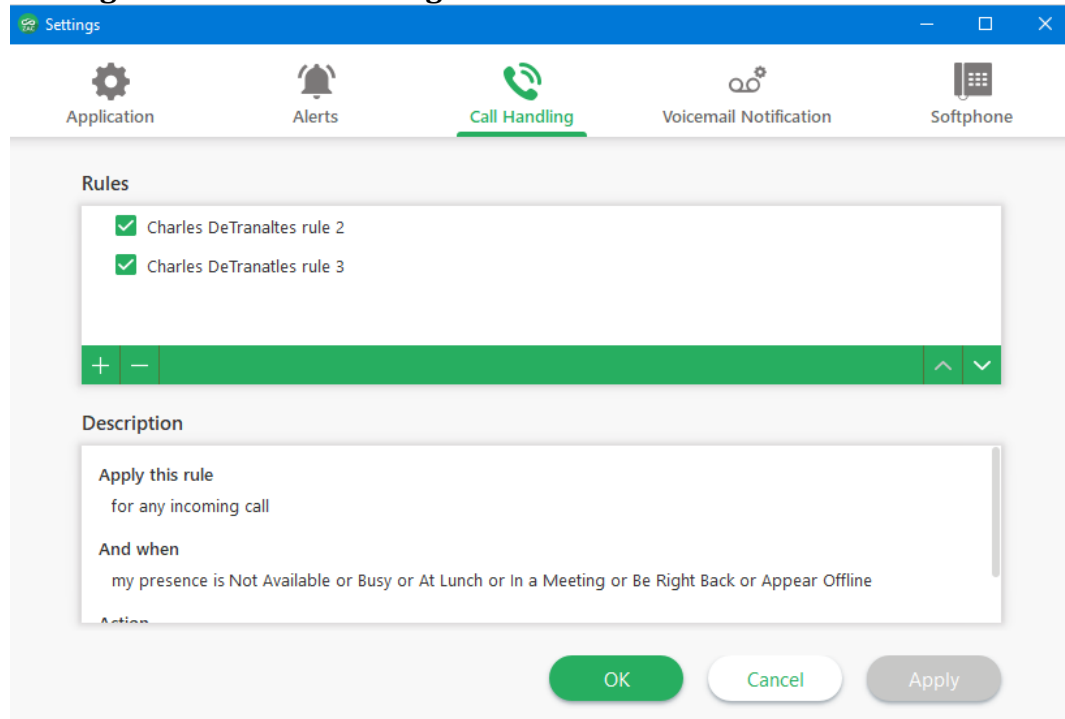 ZAC Settings
Application Alerts Call Handling Voicemail Notification Softphone
Rules
Charles DeTranaltes rule 2
Charles DeTranatles rule 3
Description
Apply this rule
for any incoming call
And when
my presence is Not Available or Busy or At Lunch or In a Meeting or Be Right Back or Appear Offline
OK Cancel Apply